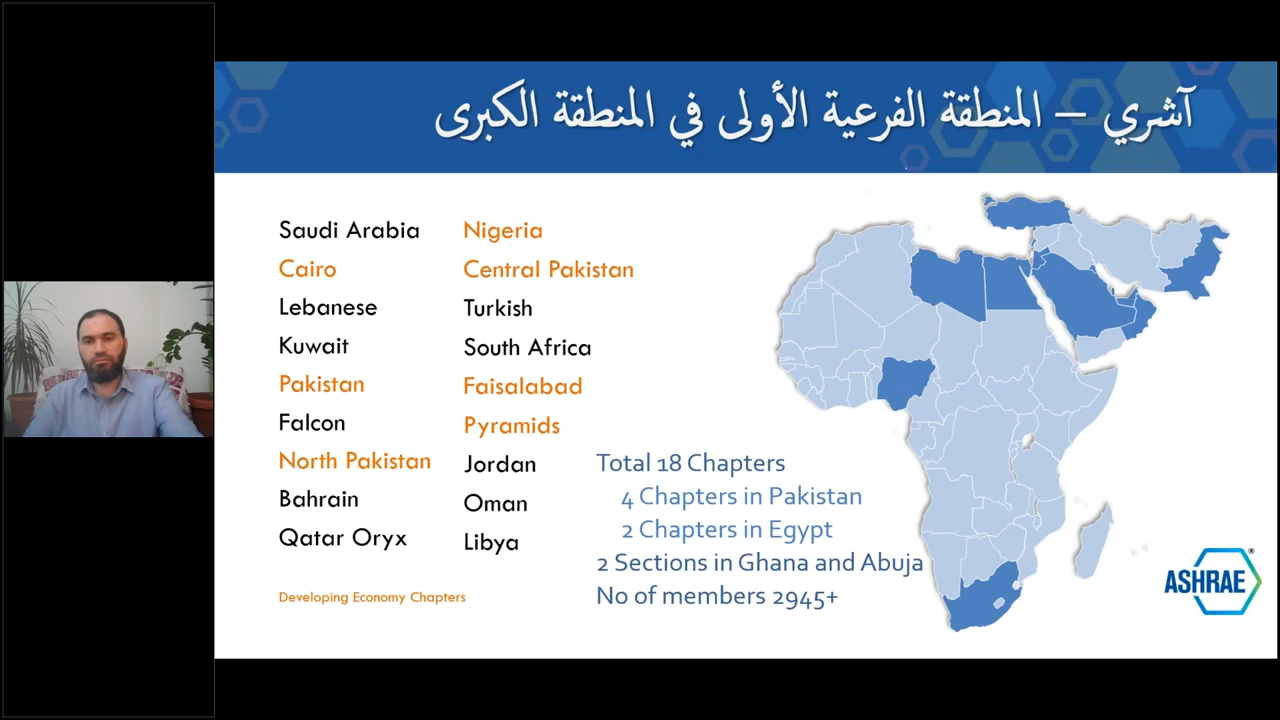 آشري – المنطقة الفرعية الأولى في المنطقة الكبرى
Saudi Arabia
Cairo
Lebanese
Kuwait
Pakistan
Falcon
North Pakistan
Bahrain
Qatar Oryx
Nigeria
Central Pakistan
Turkish
South Africa
Faisalabad
Pyramids
Jordan
Oman
Libya
Developing Economy Chapters
Total 18 Chapters
4 Chapters in Pakistan
2 Chapters in Egypt
2 Sections in Ghana and Abuja
No of members 2945+
ASHRAE®